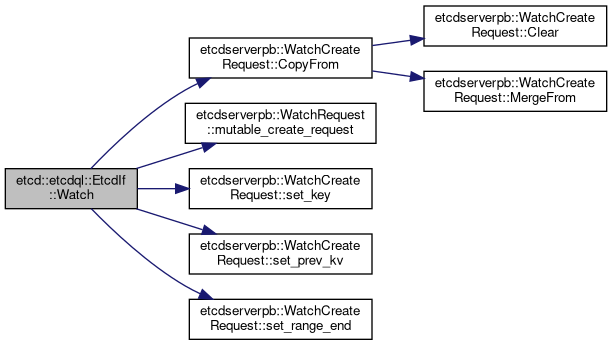 etcd::etcdql::EtcdIf
::Watch
etcdserverpb::WatchCreate
Request::CopyFrom
etcdserverpb::WatchCreate
Request::Clear
etcdserverpb::WatchCreate
Request::MergeFrom
etcdserverpb::WatchRequest
::mutable_create_request
etcdserverpb::WatchCreate
Request::set_key
etcdserverpb::WatchCreate
Request::set_prev_kv
etcdserverpb::WatchCreate
Request::set_range_end